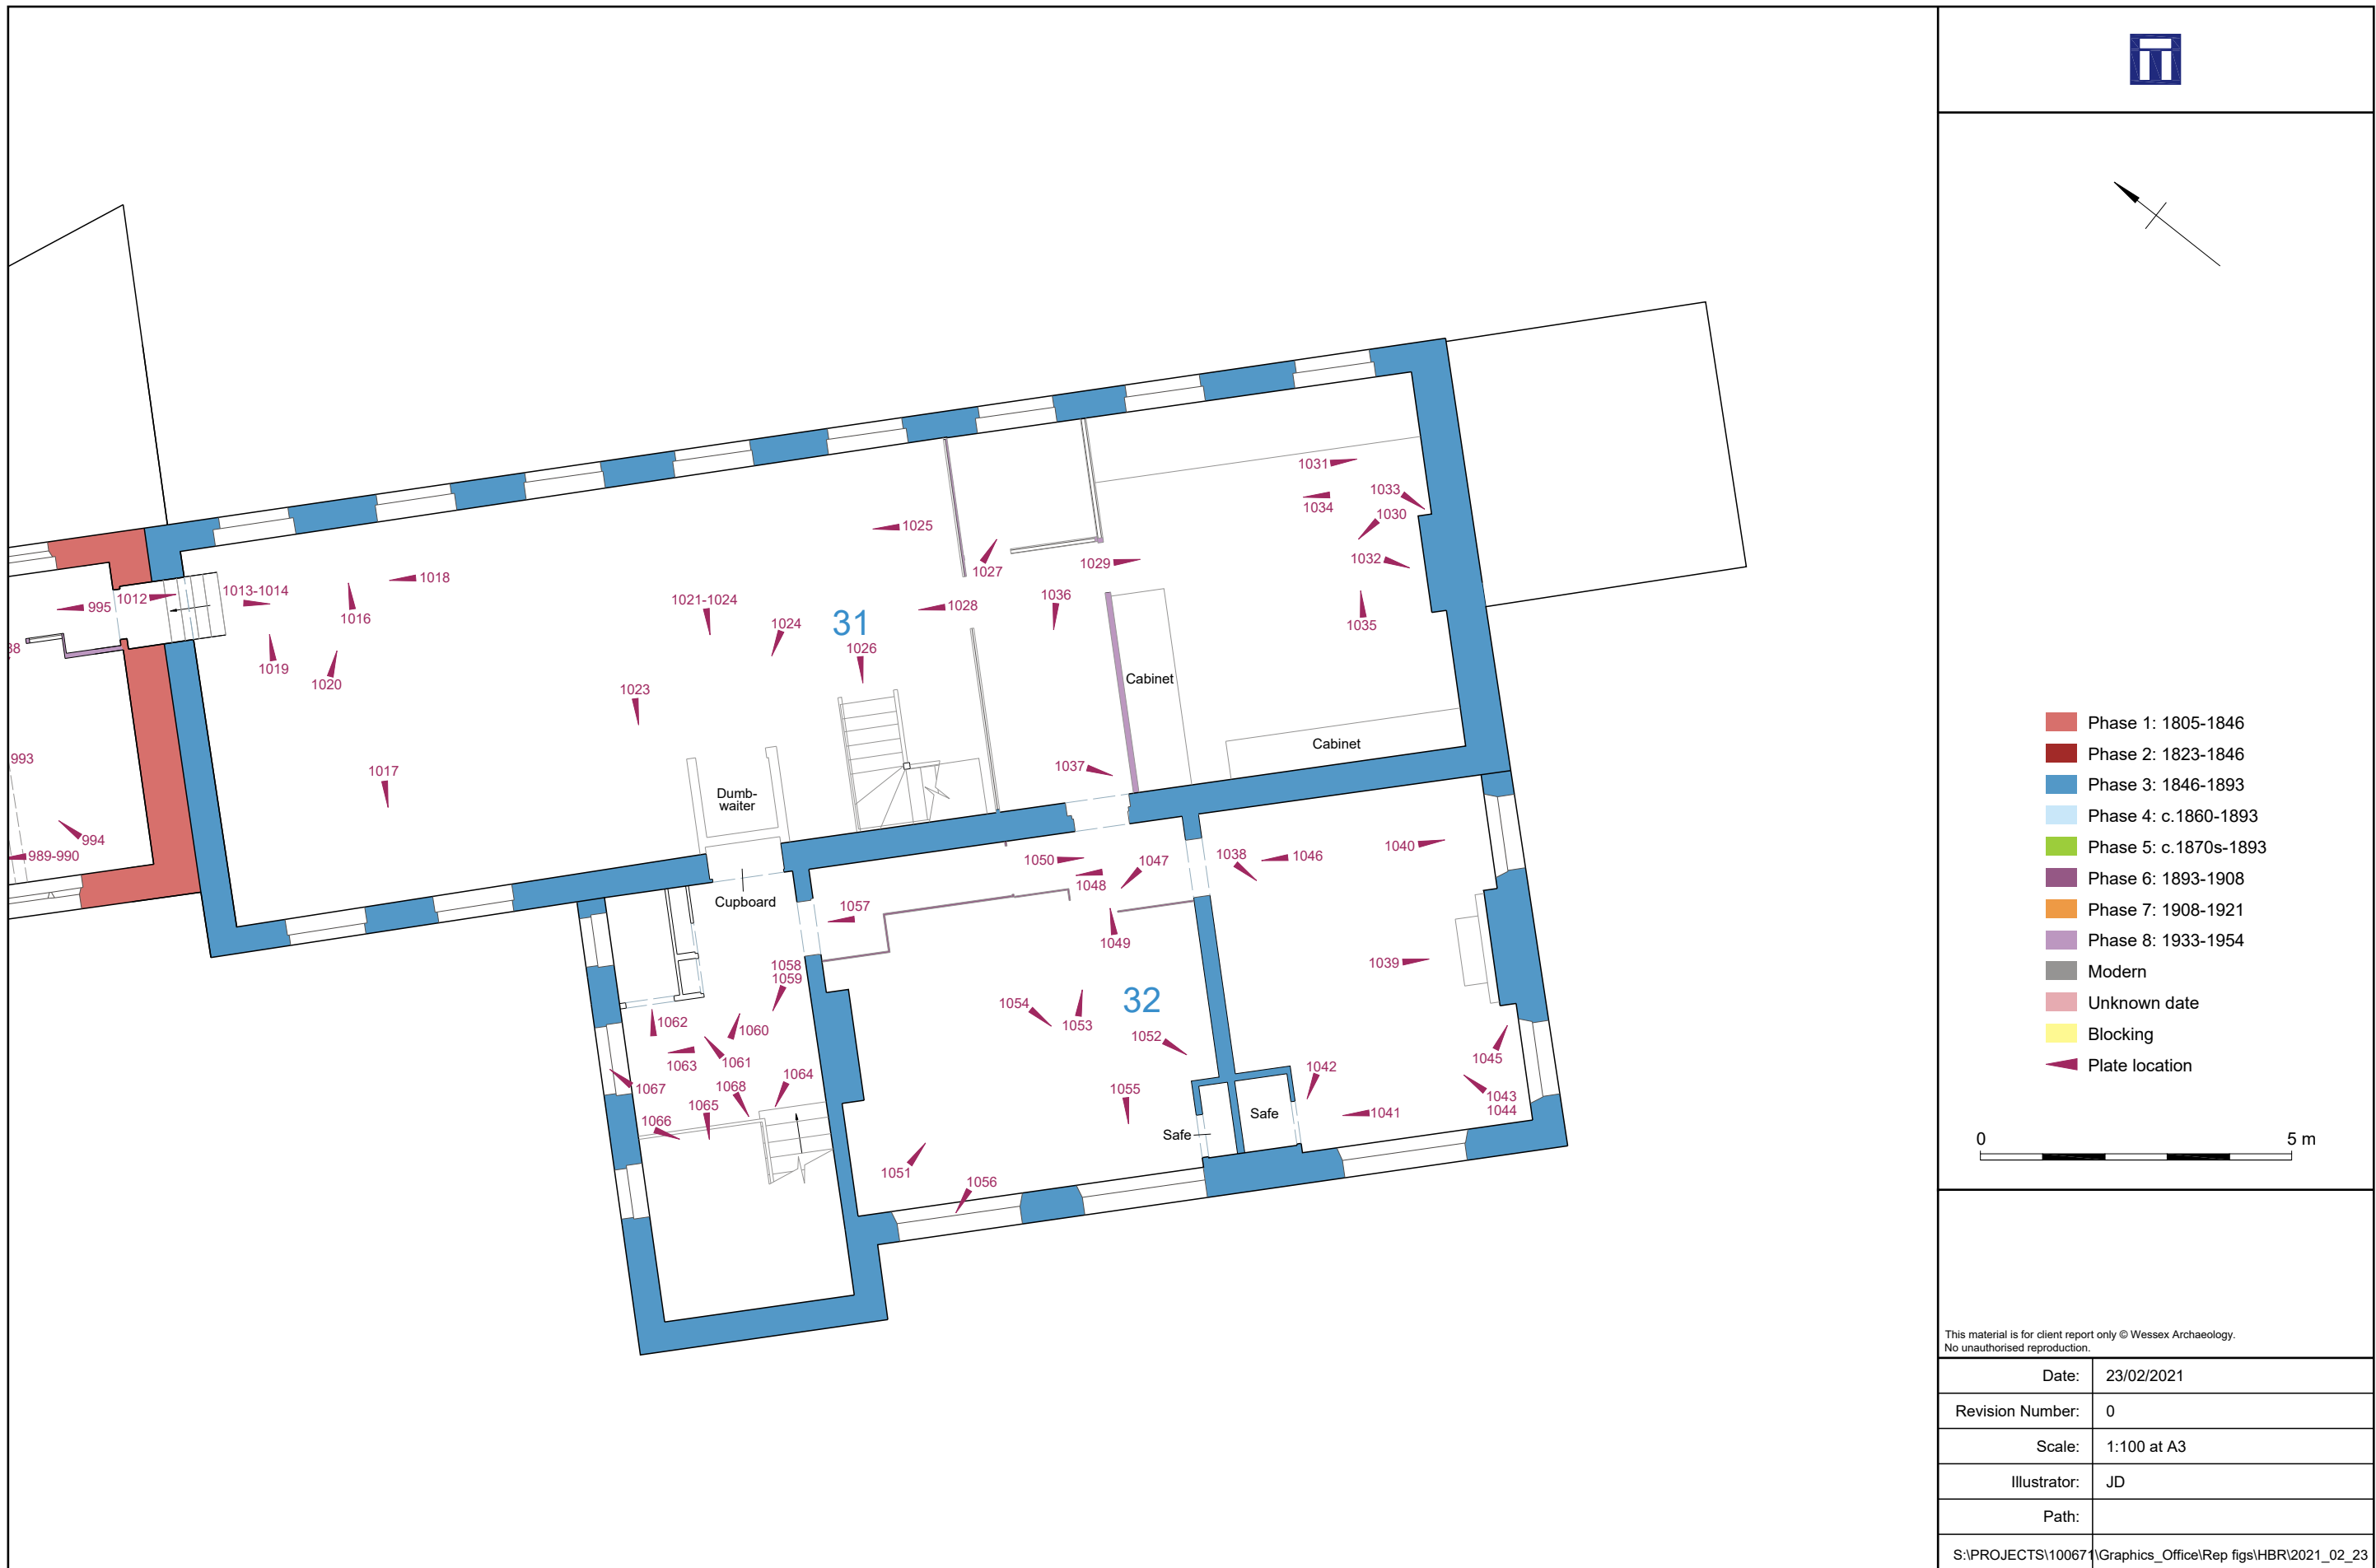 1031
1033
1034
1030
1025
1032
1029
1027
1018
1013-1014
1012
995
1016
1021-1024
1028
1036
1035
1024
31
1026
1019
38
1020
1023
Cabinet
Cabinet
993
1017
1037
Dumb-
waiter
994
989-990
1050
1047
1038
1046
1040
1048
Cupboard
1057
1049
1058
1059
1039
1054
32
1062
1060
1053
1052
1063
1061
1045
1067
1068
1064
1042
1043
1044
1065
1055
Safe
1041
1066
Safe
1051
1056
Phase 1: 1805-1846
Phase 2: 1823-1846
Phase 3: 1846-1893
Phase 4: c.1860-1893
Phase 5: c.1870s-1893
Phase 6: 1893-1908
Phase 7: 1908-1921
Phase 8: 1933-1954
Modern
Unknown date
Blocking
Plate location
0 5 m
This material is for client report only © Wessex Archaeology.
No unauthorised reproduction.
Date: 23/02/2021
Revision Number: 0
Scale: 1:100 at A3
Illustrator: JD
Path:
S:\PROJECTS\100671\Graphics_Office\Rep figs\HBR\2021_02_23